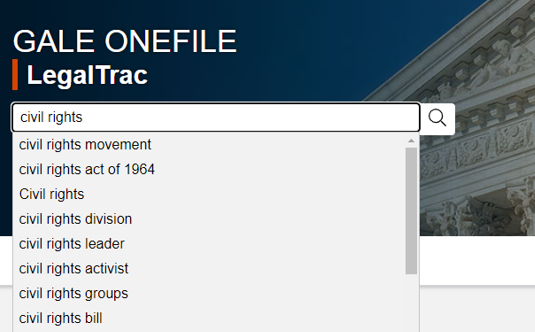 GALE ONEFILE
LegalTrac
civil rights
civil rights movement
civil rights act of 1964
Civil rights
civil rights division
civil rights leader
civil rights activist
civil rights groups
civil rights bill